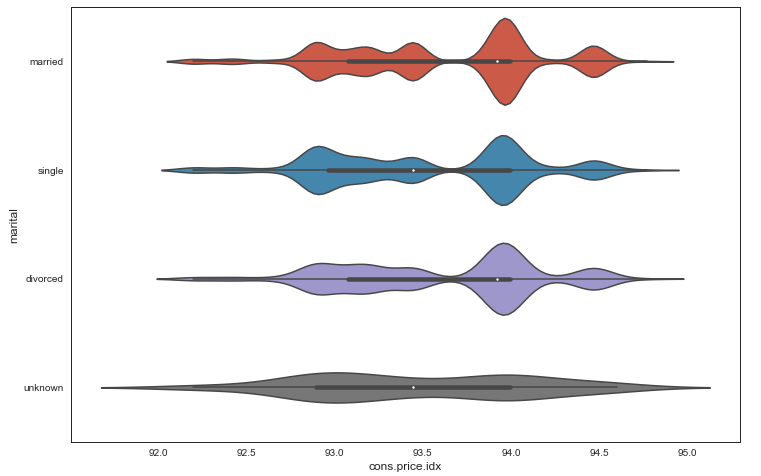 married
single
divorced
unknown
marital
92.0 92.5 93.0 93.5 94.0 94.5 95.0
cons.price.idx